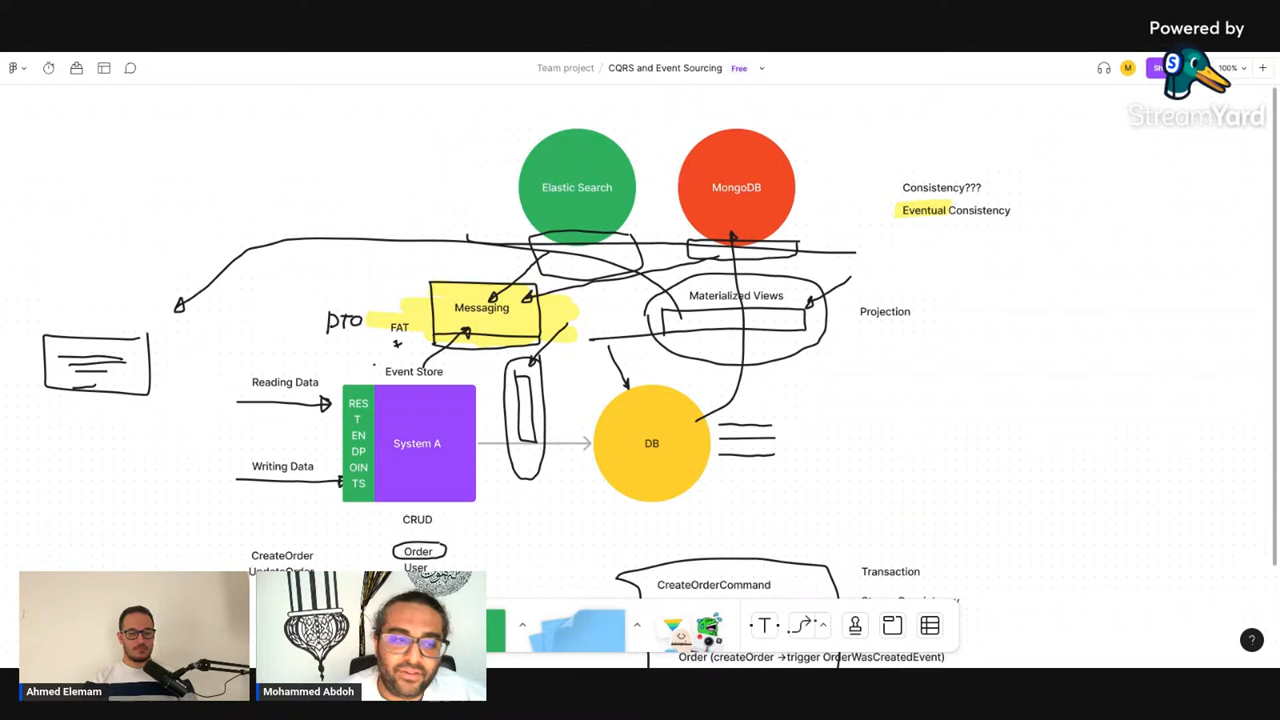 Powered by
StreamYard
Team project / CQRS and Event Sourcing Free
M
Sh
100%
Elastic Search
MongoDB
Consistency???
Eventual Consistency
Messaging
Materialized Views
Projection
DTO
FAT
Event Store
Reading Data
RES
T
EN
DP
OIN
TS
System A
DB
Writing Data
CRUD
Order
User
CreateOrder
UpdateOrder
CreateOrderCommand
Transaction
T
Order (createOrder → trigger OrderWasCreatedEvent)
?
Ahmed Elemam
Mohammed Abdoh